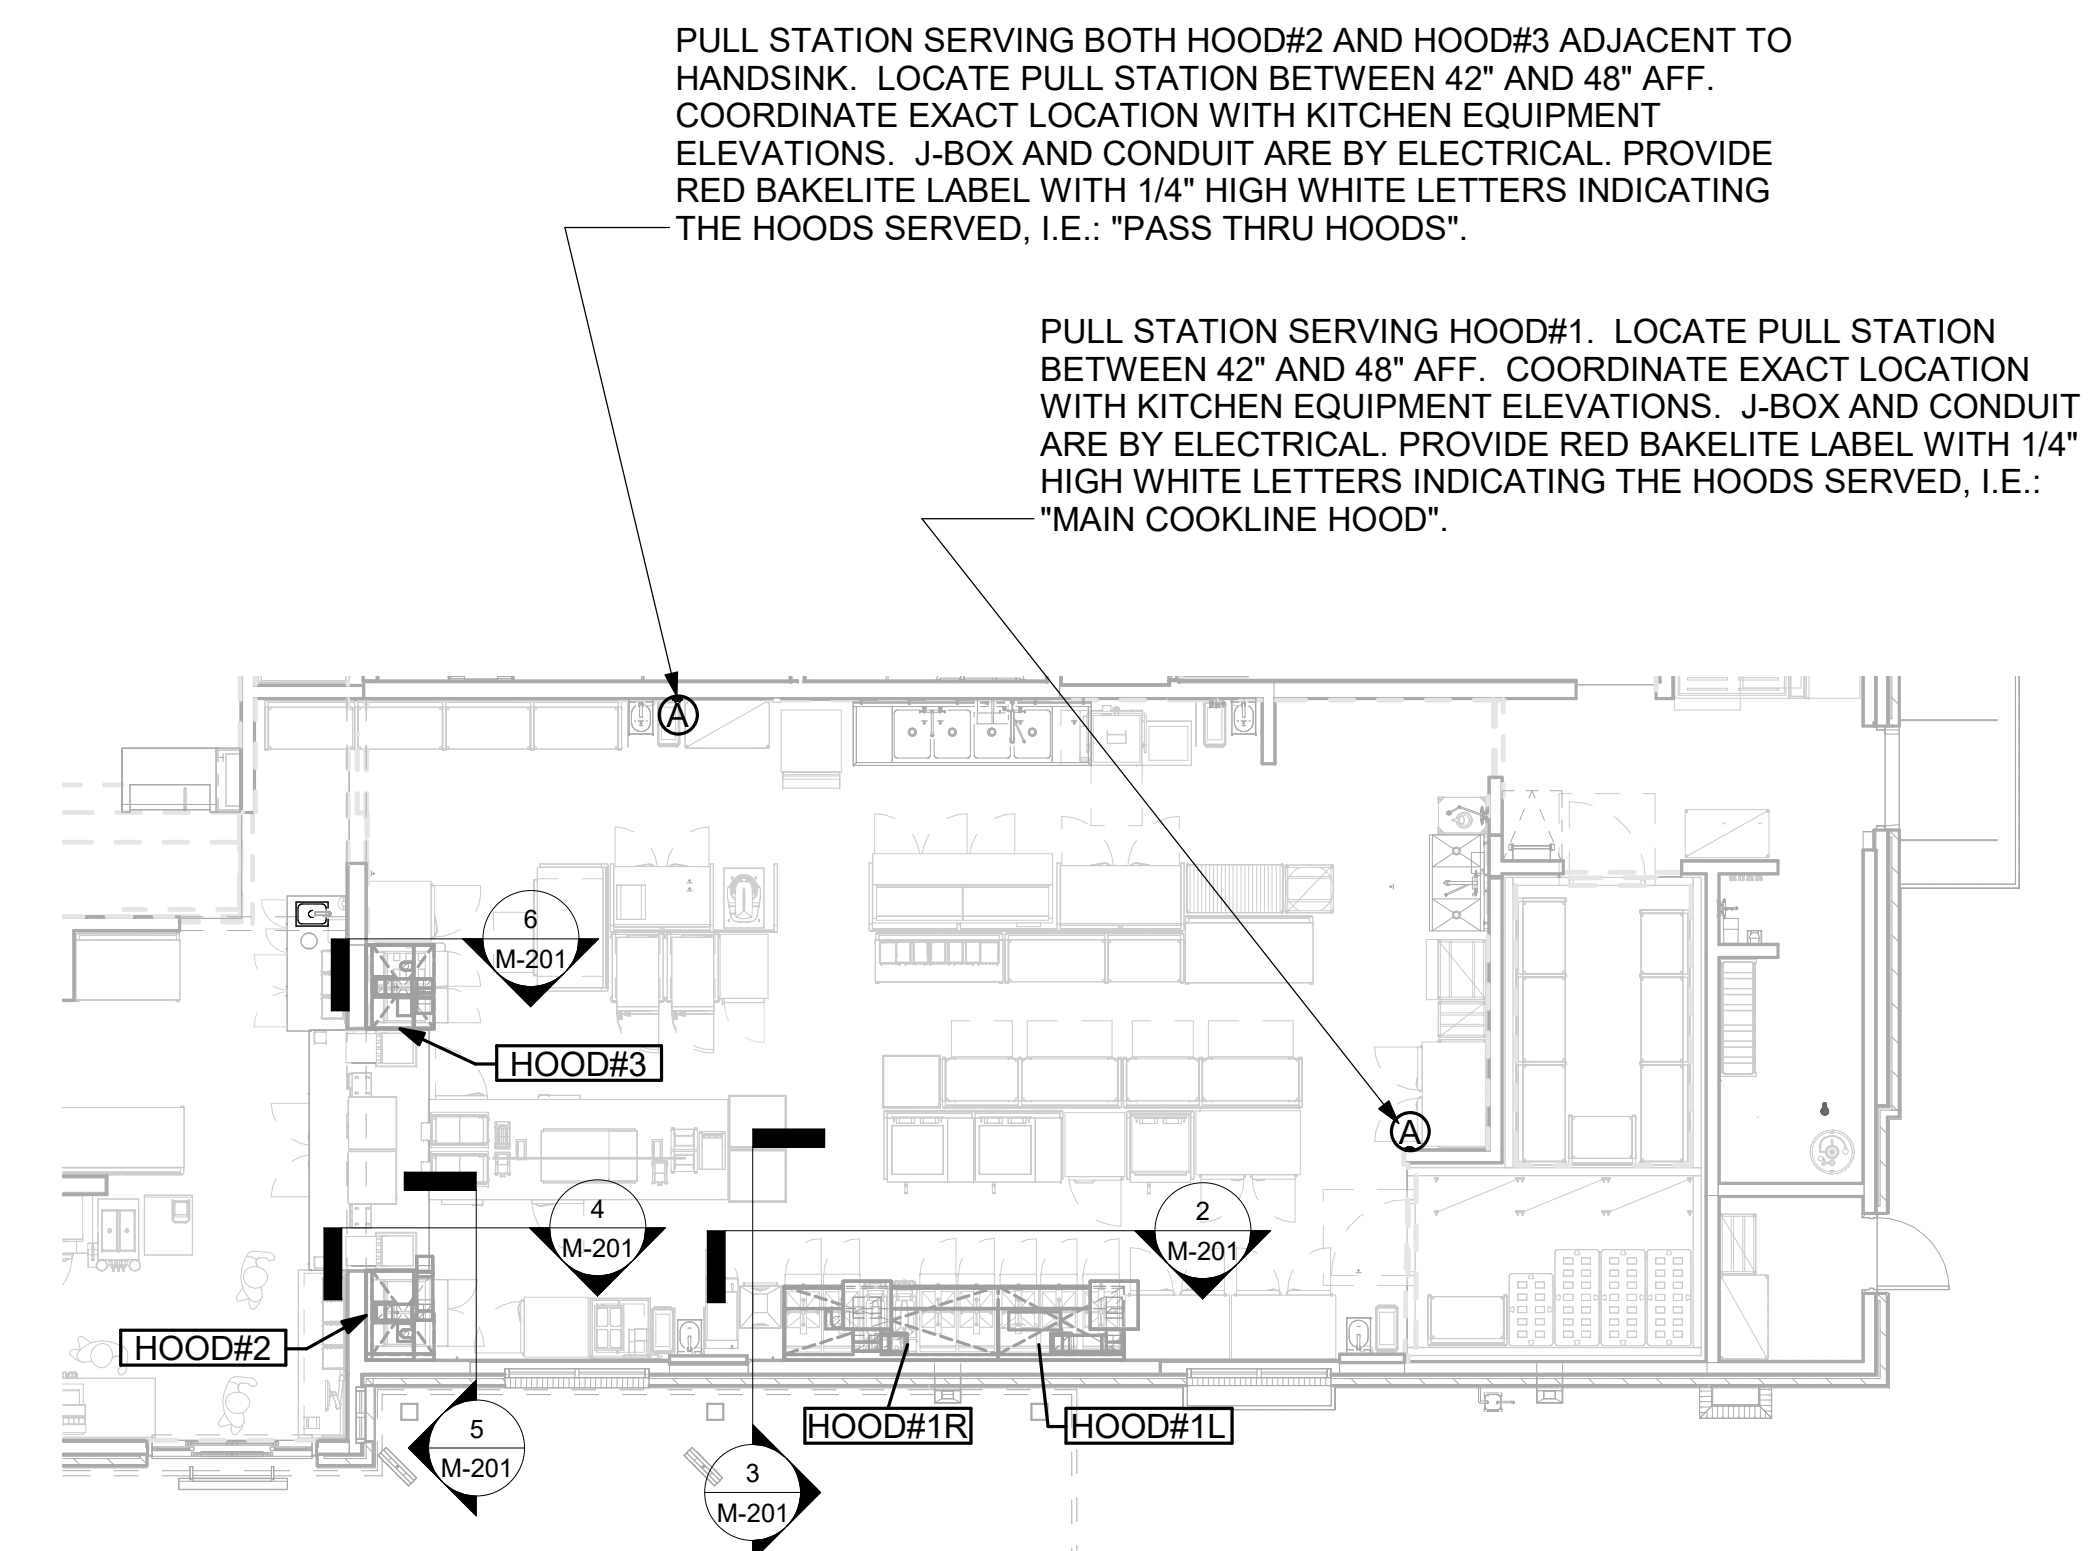 PULL STATION SERVING BOTH HOOD#2 AND HOOD#3 ADJACENT TO
HANDSINK.  LOCATE PULL STATION BETWEEN 42" AND 48" AFF.
COORDINATE EXACT LOCATION WITH KITCHEN EQUIPMENT
ELEVATIONS.  J-BOX AND CONDUIT ARE BY ELECTRICAL. PROVIDE
RED BAKELITE LABEL WITH 1/4" HIGH WHITE LETTERS INDICATING
THE HOODS SERVED, I.E.: "PASS THRU HOODS".
PULL STATION SERVING HOOD#1.  LOCATE PULL STATION
BETWEEN 42" AND 48" AFF.  COORDINATE EXACT LOCATION
WITH KITCHEN EQUIPMENT ELEVATIONS.  J-BOX AND CONDUIT
ARE BY ELECTRICAL. PROVIDE RED BAKELITE LABEL WITH 1/4"
HIGH WHITE LETTERS INDICATING THE HOODS SERVED, I.E.:
"MAIN COOKLINE HOOD".
A
6
M-201
HOOD#3
A
4
M-201
2
M-201
HOOD#2
HOOD#1R
HOOD#1L
5
M-201
3
M-201